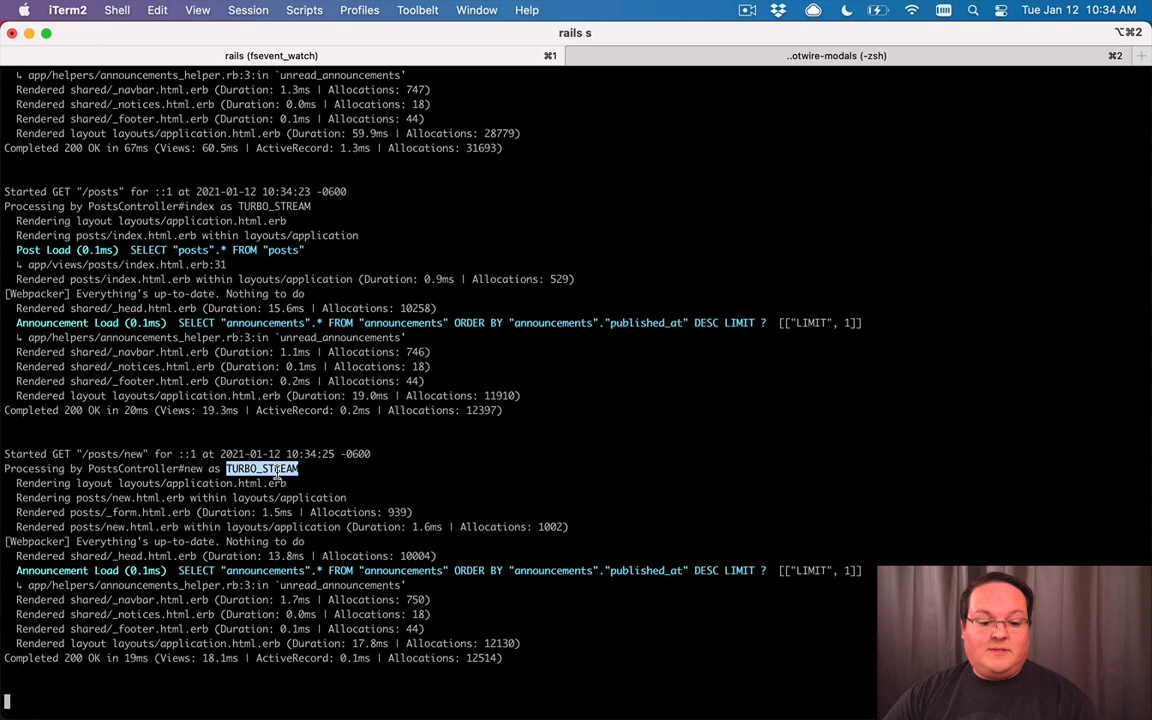 iTerm2 Shell Edit View Session Scripts Profiles Toolbelt Window Help Tue Jan 12 10:34 AM
rails s ⌥⌘2
rails (fsevent_watch) ⌘1 ..otwire-modals (-zsh) ⌘2
↳ app/helpers/announcements_helper.rb:3:in `unread_announcements'
Rendered shared/_navbar.html.erb (Duration: 1.3ms | Allocations: 747)
Rendered shared/_notices.html.erb (Duration: 0.0ms | Allocations: 18)
Rendered shared/_footer.html.erb (Duration: 0.1ms | Allocations: 44)
Rendered layout layouts/application.html.erb (Duration: 59.9ms | Allocations: 28779)
Completed 200 OK in 67ms (Views: 60.5ms | ActiveRecord: 1.3ms | Allocations: 31693)
Started GET "/posts" for ::1 at 2021-01-12 10:34:23 -0600
Processing by PostsController#index as TURBO_STREAM
Rendering layout layouts/application.html.erb
Rendering posts/index.html.erb within layouts/application
Post Load (0.1ms) SELECT "posts".* FROM "posts"
↳ app/views/posts/index.html.erb:31
Rendered posts/index.html.erb within layouts/application (Duration: 0.9ms | Allocations: 529)
[Webpacker] Everything's up-to-date. Nothing to do
Rendered shared/_head.html.erb (Duration: 15.6ms | Allocations: 10258)
Announcement Load (0.1ms) SELECT "announcements".* FROM "announcements" ORDER BY "announcements"."published_at" DESC LIMIT ? [["LIMIT", 1]]
↳ app/helpers/announcements_helper.rb:3:in `unread_announcements'
Rendered shared/_navbar.html.erb (Duration: 1.1ms | Allocations: 746)
Rendered shared/_notices.html.erb (Duration: 0.1ms | Allocations: 18)
Rendered shared/_footer.html.erb (Duration: 0.2ms | Allocations: 44)
Rendered layout layouts/application.html.erb (Duration: 19.0ms | Allocations: 11910)
Completed 200 OK in 20ms (Views: 19.3ms | ActiveRecord: 0.2ms | Allocations: 12397)
Started GET "/posts/new" for ::1 at 2021-01-12 10:34:25 -0600
Processing by PostsController#new as TURBO_STREAM
Rendering layout layouts/application.html.erb
Rendering posts/new.html.erb within layouts/application
Rendered posts/_form.html.erb (Duration: 1.5ms | Allocations: 939)
Rendered posts/new.html.erb within layouts/application (Duration: 1.6ms | Allocations: 1002)
[Webpacker] Everything's up-to-date. Nothing to do
Rendered shared/_head.html.erb (Duration: 13.8ms | Allocations: 10004)
Announcement Load (0.1ms) SELECT "announcements".* FROM "announcements" ORDER BY "announcements"."published_at" DESC LIMIT ? [["LIMIT", 1]]
↳ app/helpers/announcements_helper.rb:3:in `unread_announcements'
Rendered shared/_navbar.html.erb (Duration: 1.7ms | Allocations: 750)
Rendered shared/_notices.html.erb (Duration: 0.0ms | Allocations: 18)
Rendered shared/_footer.html.erb (Duration: 0.1ms | Allocations: 44)
Rendered layout layouts/application.html.erb (Duration: 17.8ms | Allocations: 12130)
Completed 200 OK in 19ms (Views: 18.1ms | ActiveRecord: 0.1ms | Allocations: 12514)